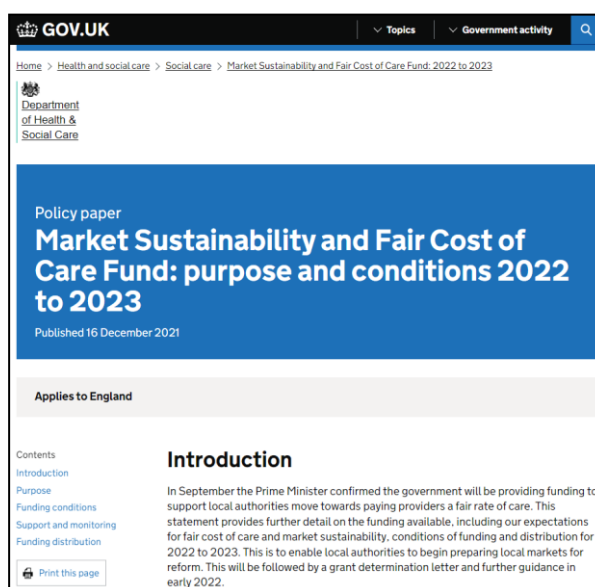 GOV.UK
Topics
Government activity
Home > Health and social care > Social care > Market Sustainability and Fair Cost of Care Fund: 2022 to 2023
Department
of Health &
Social Care
Policy paper
Market Sustainability and Fair Cost of
Care Fund: purpose and conditions 2022
to 2023
Published 16 December 2021
Applies to England
Contents
Introduction
Purpose
Funding conditions
Support and monitoring
Funding distribution
Print this page
Introduction
In September the Prime Minister confirmed the government will be providing funding to
support local authorities move towards paying providers a fair rate of care. This
statement provides further detail on the funding available, including our expectations
for fair cost of care and market sustainability, conditions of funding and distribution for
2022 to 2023. This is to enable local authorities to begin preparing local markets for
reform. This will be followed by a grant determination letter and further guidance in
early 2022.